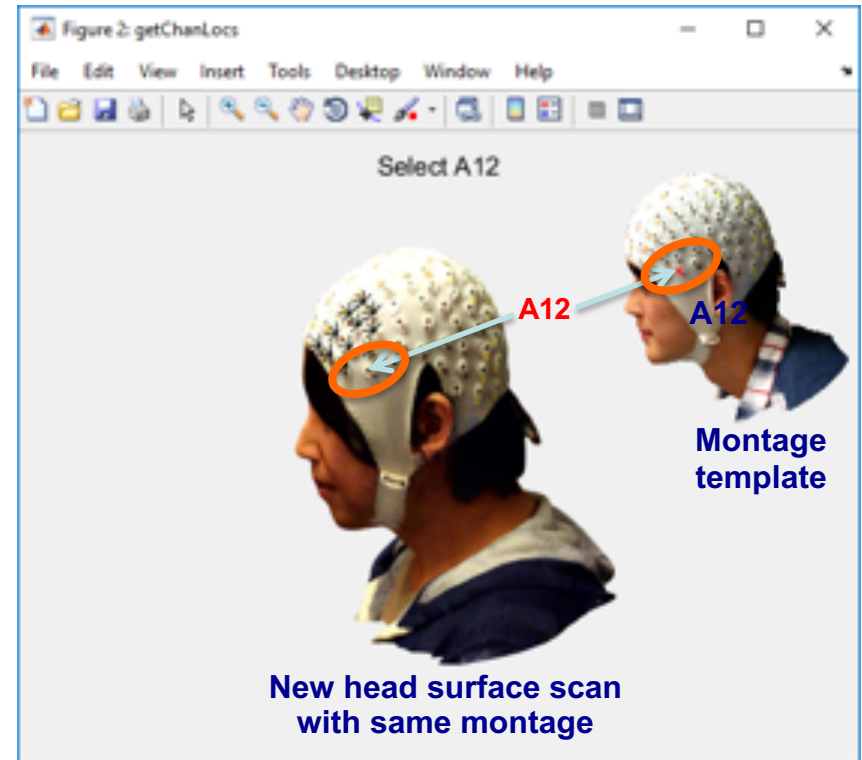 Figure 2: getChanLocs
File Edit View Insert Tools Desktop Window Help
Select A12
A12
A12
Montage
template
New head surface scan
with same montage